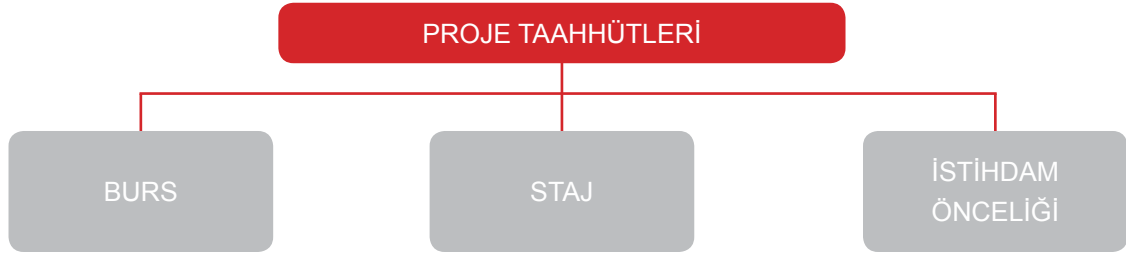 PROJE TAAHHÜTLERİ
BURS
STAJ
İSTİHDAM
ÖNCELİĞİ